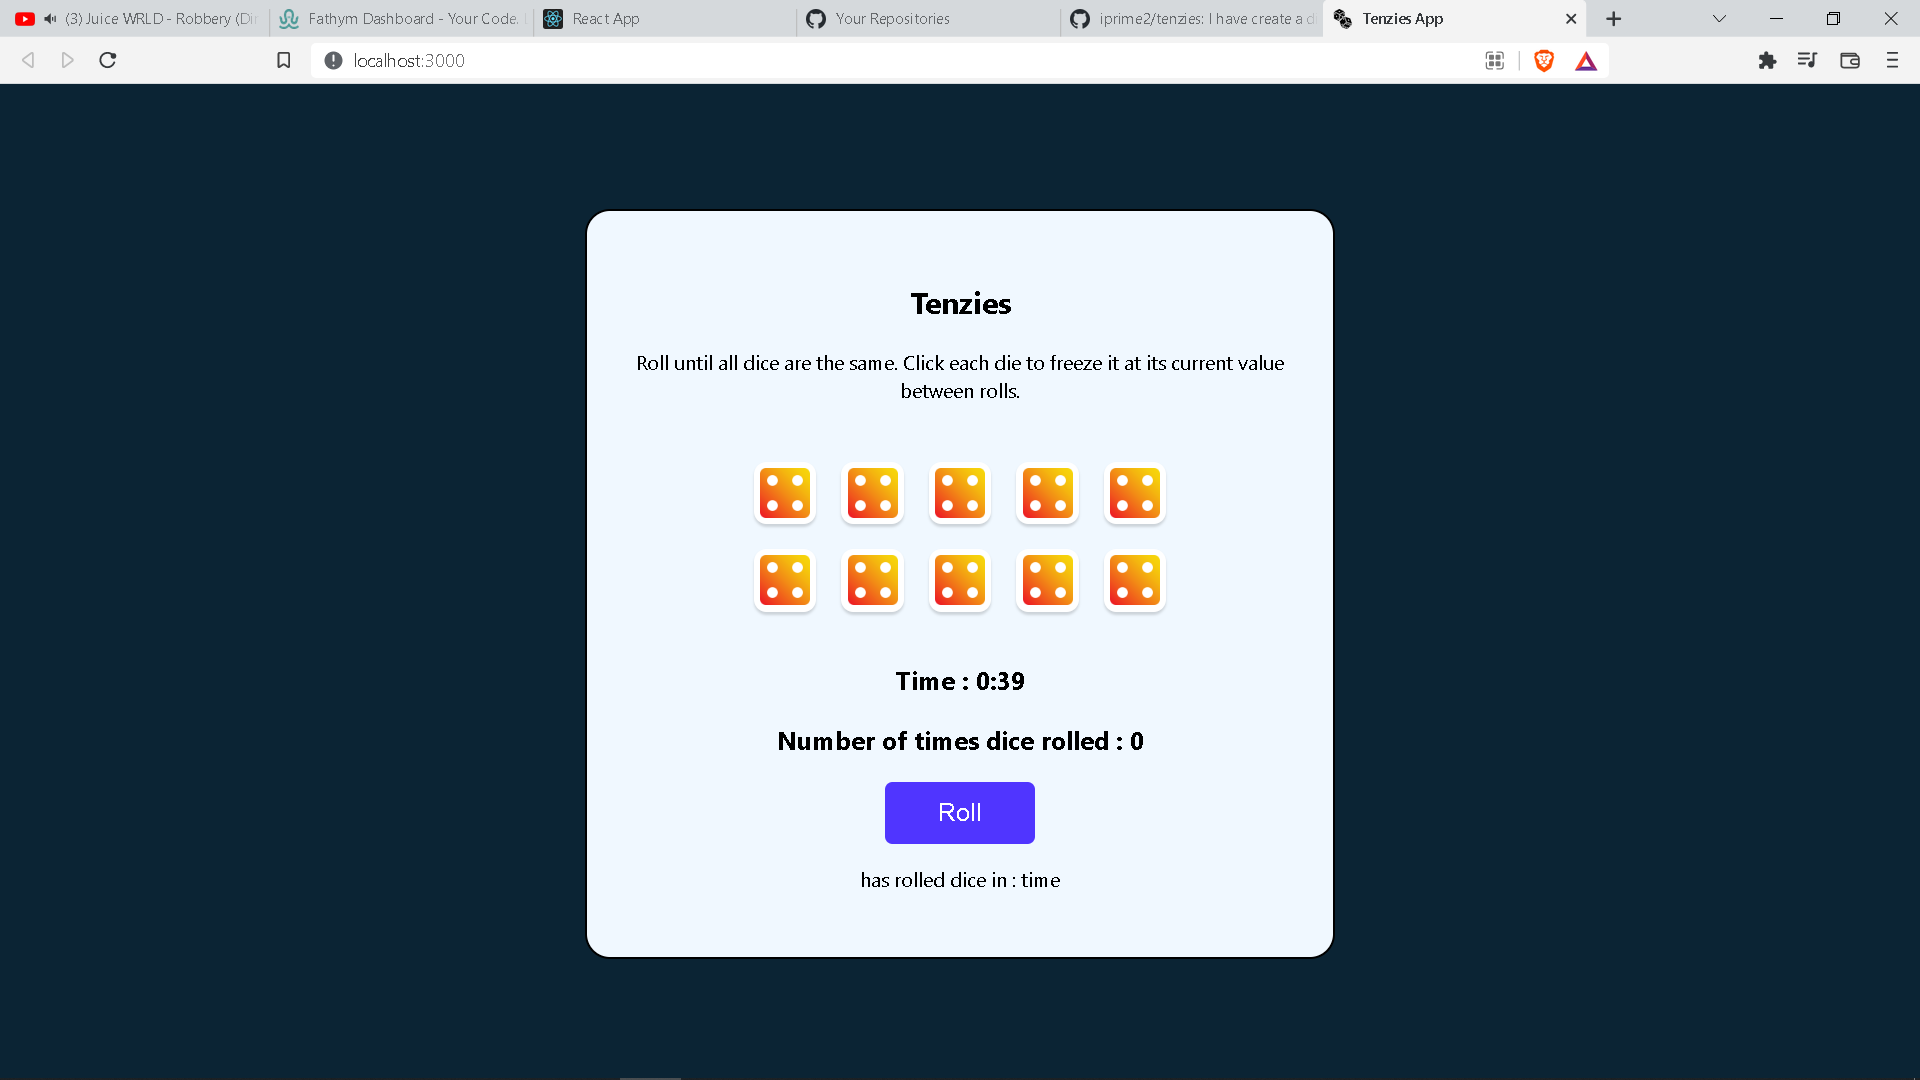 (3) Juice WRLD - Robbery (Di
Fathym Dashboard - Your Code.
React App
Your Repositories
iprime2/tenzies: I have create a d
Tenzies App
localhost:3000
Tenzies
Roll until all dice are the same. Click each die to freeze it at its current value
between rolls.
Time : 0:39
Number of times dice rolled : 0
Roll
has rolled dice in : time